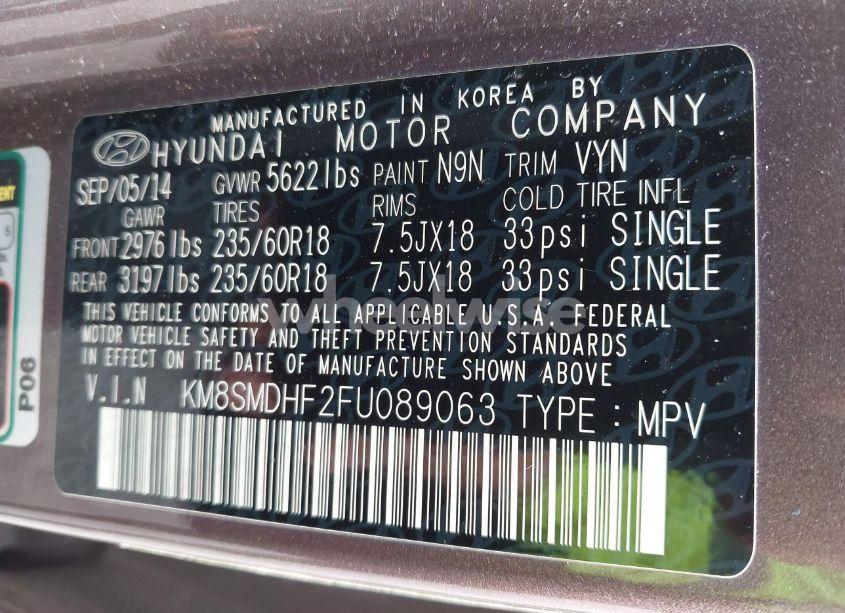 MANUFACTURED IN KOREA BY
HYUNDAI MOTOR COMPANY
SEP/05/14 GVWR 5622lbs PAINT N9N TRIM VYN
GAWR TIRES RIMS COLD TIRE INFL
FRONT 2976 lbs 235/60R18 7.5JX18 33psi SINGLE
REAR 3197lbs 235/60R18 7.5JX18 33psi SINGLE
THIS VEHICLE CONFORMS TO ALL APPLICABLE U.S.A. FEDERAL
MOTOR VEHICLE SAFETY AND THEFT PREVENTION STANDARDS
IN EFFECT ON THE DATE OF MANUFACTURE SHOWN ABOVE
V.I.N KM8SMDHF2FU089063 TYPE : MPV
P06
wheelwise